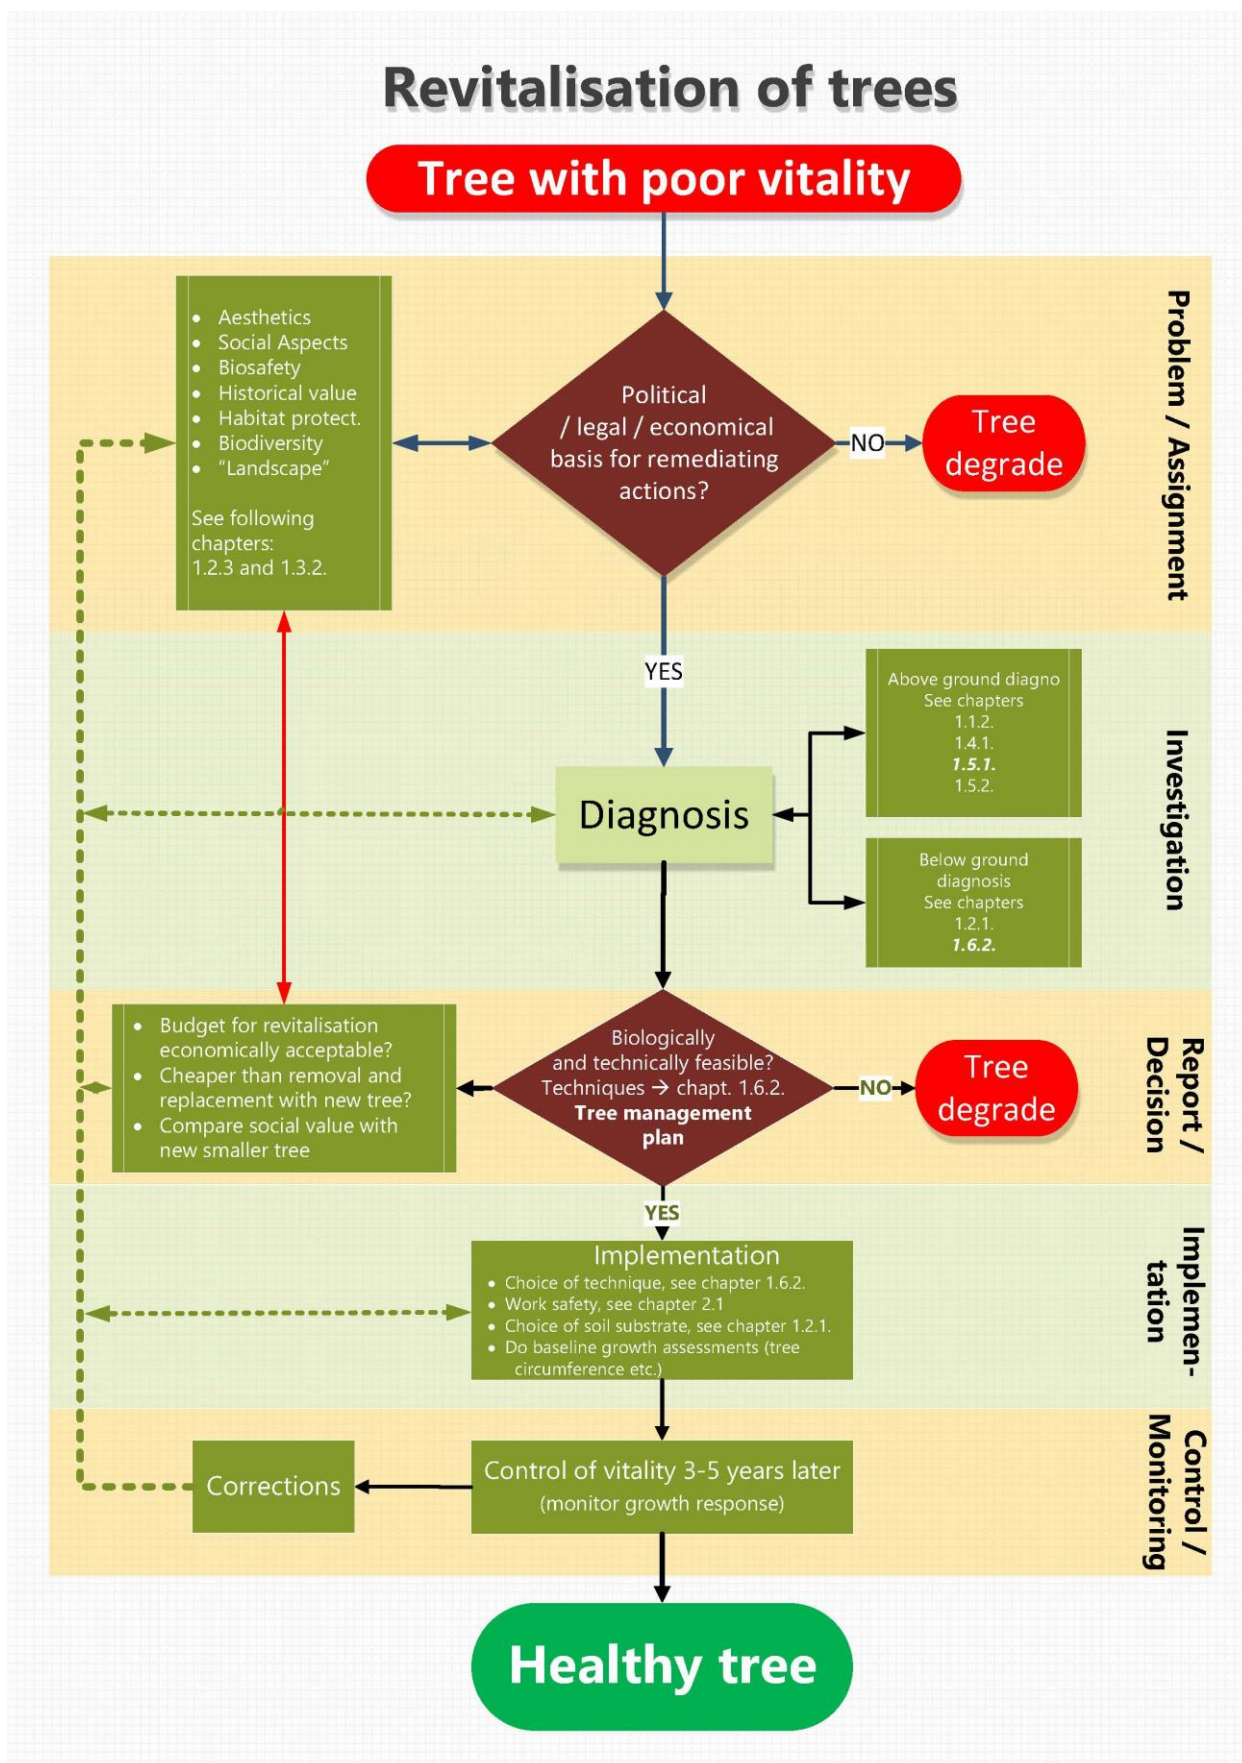 Revitalisation of trees
Tree with poor vitality
Problem / Assignment
• Aesthetics
• Social Aspects
• Biosafety
• Historical value
• Habitat protect.
• Biodiversity
• "Landscape"
See following
chapters:
1.2.3 and 1.3.2.
Political
/ legal / economical
basis for remediating
actions?
NO
Tree
degrade
YES
Investigation
Above ground diagno
See chapters
1.1.2.
1.4.1.
1.5.1.
1.5.2.
Diagnosis
Below ground
diagnosis
See chapters
1.2.1.
1.6.2.
Report /
Decision
• Budget for revitalisation
economically acceptable?
• Cheaper than removal and
replacement with new tree?
• Compare social value with
new smaller tree
Biologically
and technically feasible?
Techniques → chapt. 1.6.2.
Tree management
plan
NO
Tree
degrade
YES
Implemen-
tation
Implementation
• Choice of technique, see chapter 1.6.2.
• Work safety, see chapter 2.1
• Choice of soil substrate, see chapter 1.2.1.
• Do baseline growth assessments (tree
circumference etc.)
Control /
Monitoring
Corrections
Control of vitality 3-5 years later
(monitor growth response)
Healthy tree